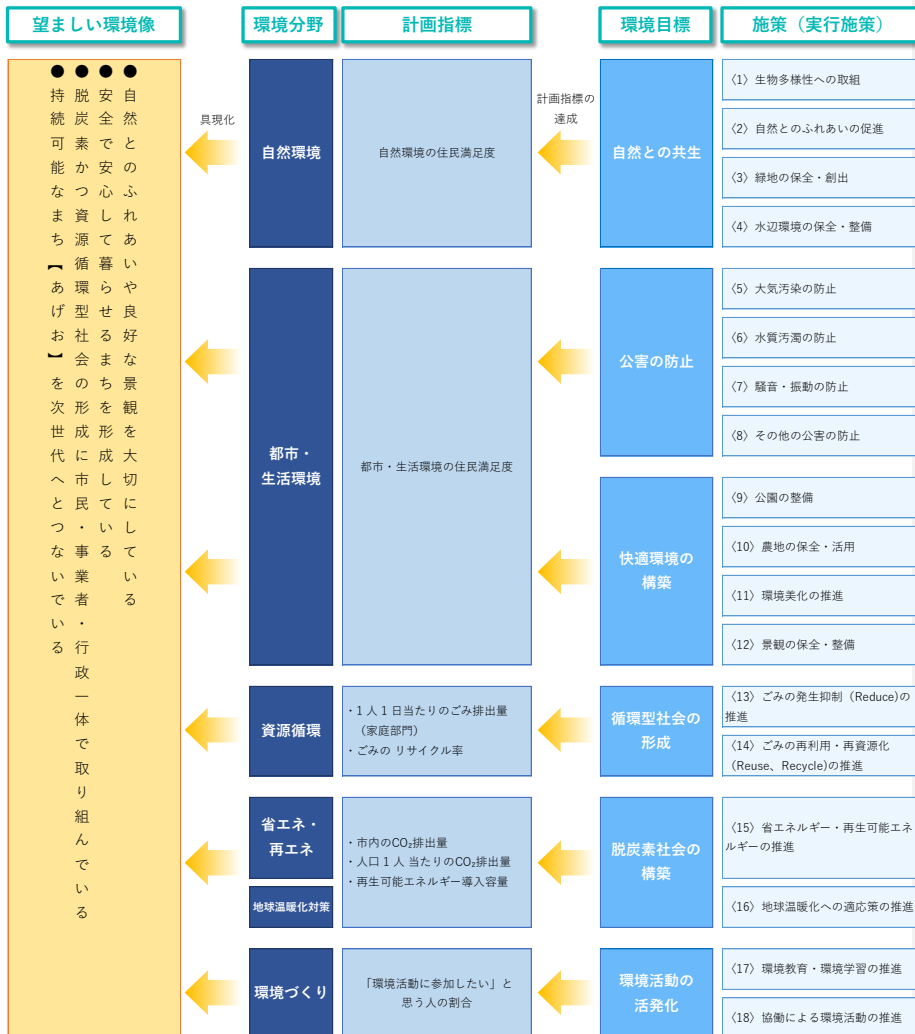 望ましい環境像
環境分野
計画指標
環境目標
施策（実行施策）
●自然とのふれあいや良好な景観を大切にしている
●安全で安心して暮らせるまちを形成している
●脱炭素かつ資源循環型社会の形成に市民・事業者・行政一体で取り組んでいる
●持続可能なまち【あげお】を次世代へとつないでいる
具現化
自然環境
自然環境の住民満足度
計画指標の
達成
自然との共生
〈1〉生物多様性への取組
〈2〉自然とのふれあいの促進
〈3〉緑地の保全・創出
〈4〉水辺環境の保全・整備
都市・
生活環境
都市・生活環境の住民満足度
公害の防止
〈5〉大気汚染の防止
〈6〉水質汚濁の防止
〈7〉騒音・振動の防止
〈8〉その他の公害の防止
快適環境の
構築
〈9〉公園の整備
〈10〉農地の保全・活用
〈11〉環境美化の推進
〈12〉景観の保全・整備
資源循環
・1人1日当たりのごみ排出量
（家庭部門）
・ごみの リサイクル率
循環型社会の
形成
〈13〉ごみの発生抑制（Reduce)の
推進
〈14〉ごみの再利用・再資源化
(Reuse、Recycle)の推進
省エネ・
再エネ
地球温暖化対策
・市内のCO₂排出量
・人口1人 当たりのCO₂排出量
・再生可能エネルギー導入容量
脱炭素社会の
構築
〈15〉省エネルギー・再生可能エネ
ルギーの推進
〈16〉地球温暖化への適応策の推進
環境づくり
「環境活動に参加したい」と
思う人の割合
環境活動の
活発化
〈17〉環境教育・環境学習の推進
〈18〉協働による環境活動の推進